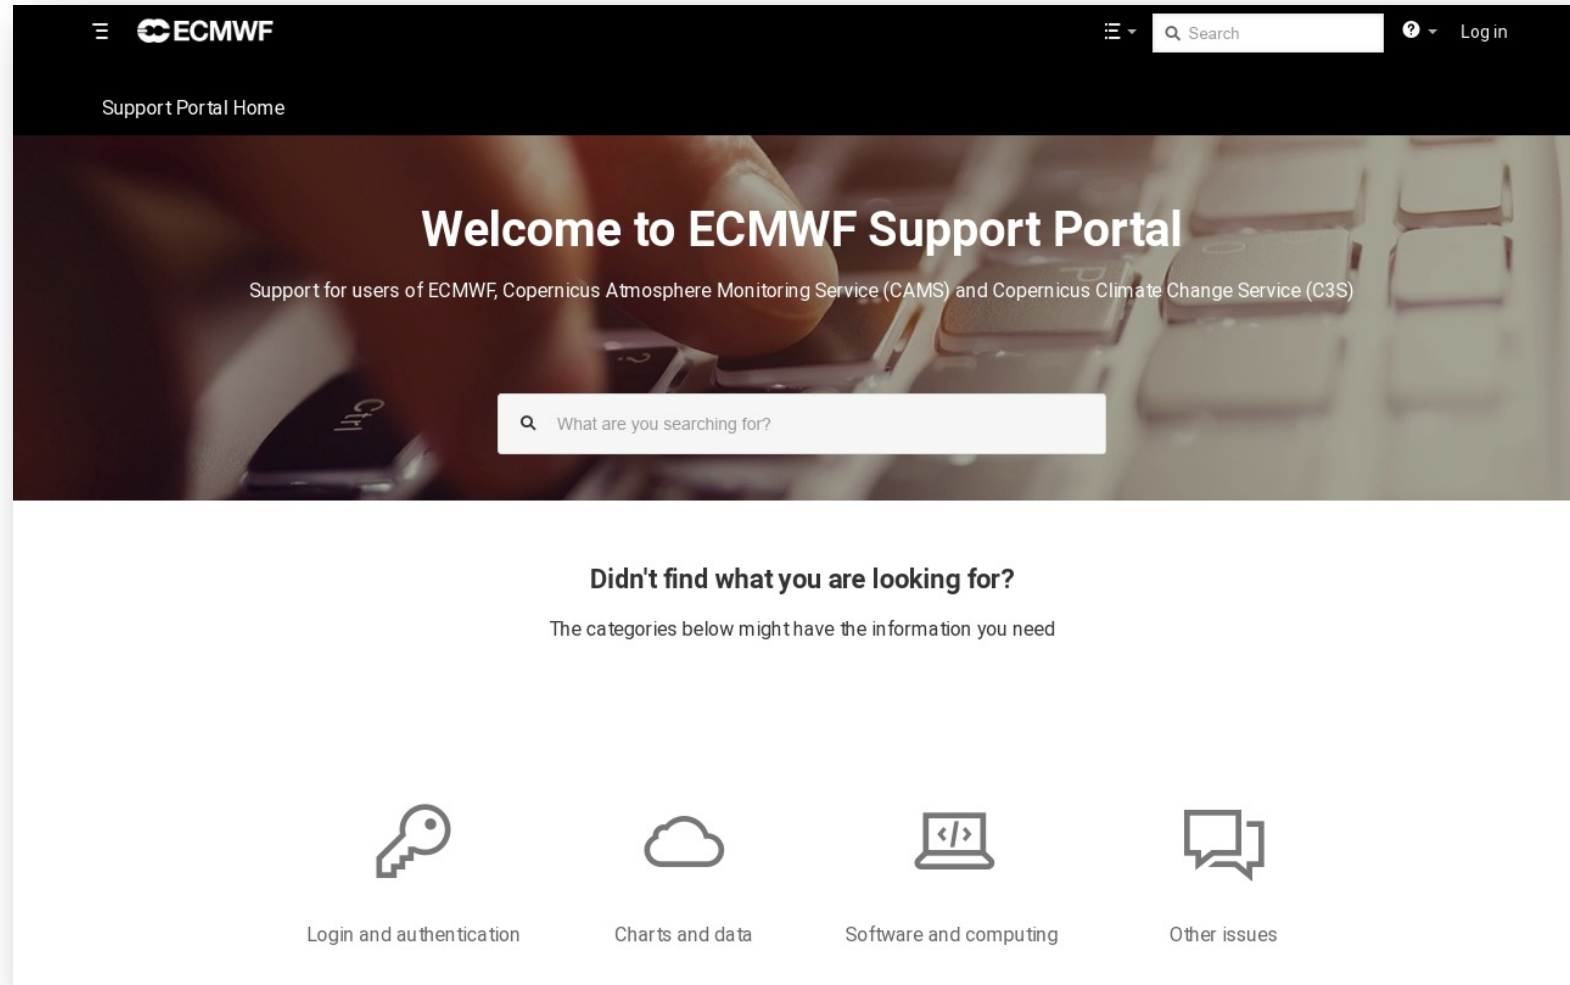 ECMWF
Search
Log in
Support Portal Home
Welcome to ECMWF Support Portal
Support for users of ECMWF, Copernicus Atmosphere Monitoring Service (CAMS) and Copernicus Climate Change Service (C3S)
What are you searching for?
Ctrl
Didn't find what you are looking for?
The categories below might have the information you need
Login and authentication
Charts and data
Software and computing
Other issues